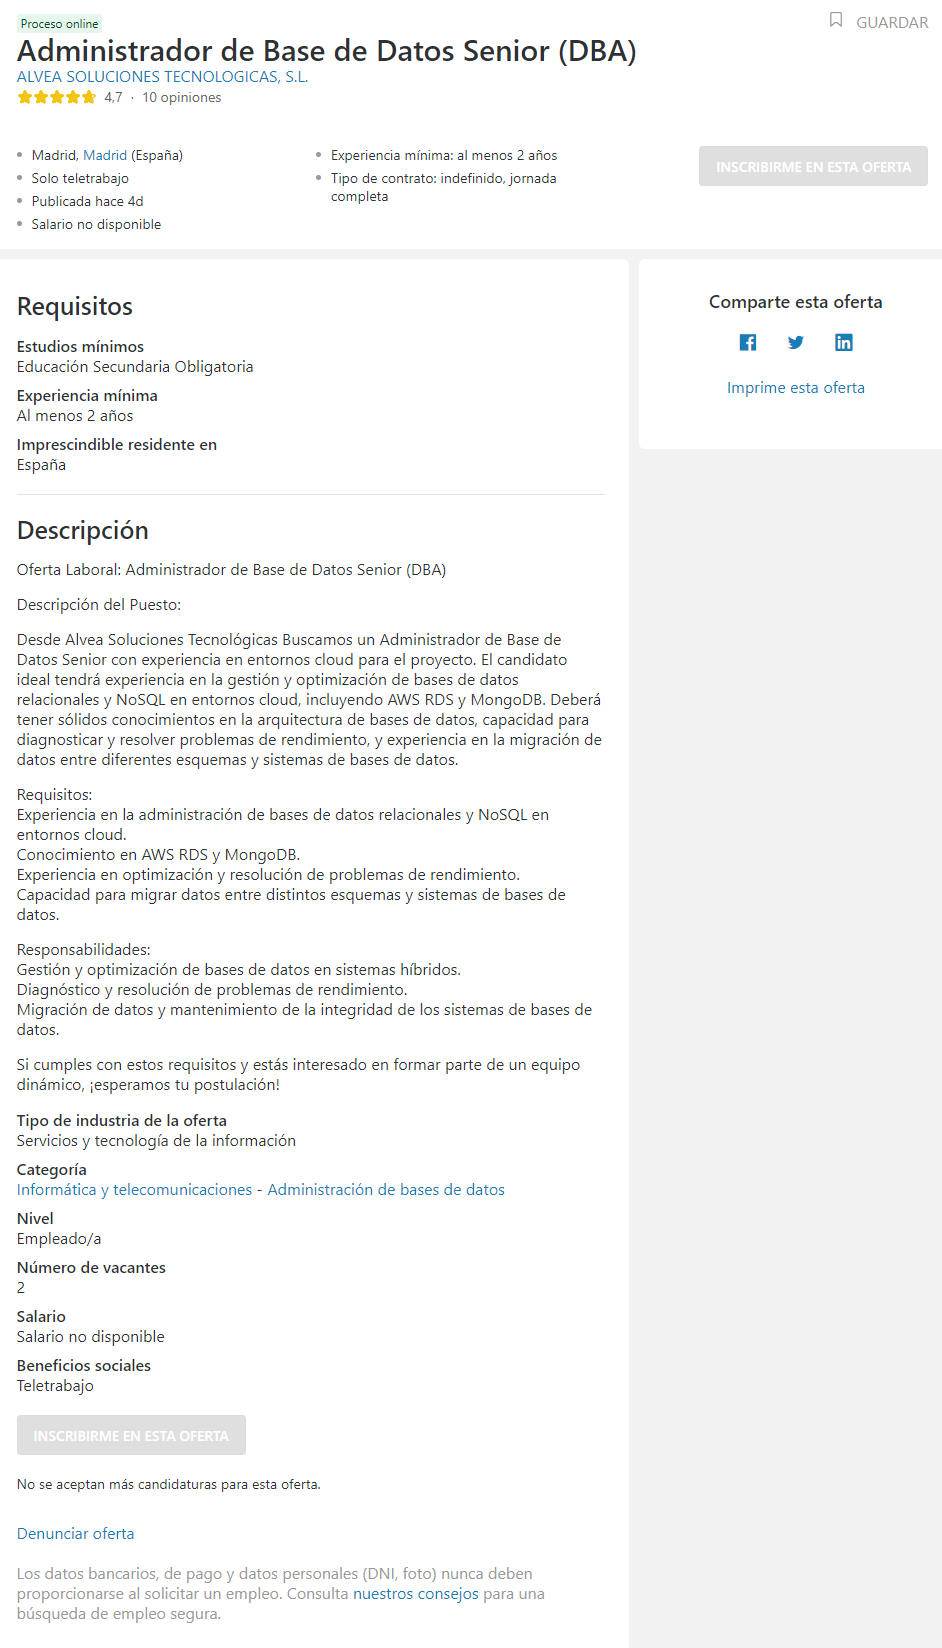 Proceso online
GUARDAR
Administrador de Base de Datos Senior (DBA)
ALVEA SOLUCIONES TECNOLOGICAS, S.L.
4,7 · 10 opiniones
Madrid, Madrid (España)
Solo teletrabajo
Publicada hace 4d
Salario no disponible
Experiencia mínima: al menos 2 años
Tipo de contrato: indefinido, jornada
completa
INSCRIBIRME EN ESTA OFERTA
Requisitos
Estudios mínimos
Educación Secundaria Obligatoria
Experiencia mínima
Al menos 2 años
Imprescindible residente en
España
Descripción
Oferta Laboral: Administrador de Base de Datos Senior (DBA)
Descripción del Puesto:
Desde Alvea Soluciones Tecnológicas Buscamos un Administrador de Base de
Datos Senior con experiencia en entornos cloud para el proyecto. El candidato
ideal tendrá experiencia en la gestión y optimización de bases de datos
relacionales y NoSQL en entornos cloud, incluyendo AWS RDS y MongoDB. Deberá
tener sólidos conocimientos en la arquitectura de bases de datos, capacidad para
diagnosticar y resolver problemas de rendimiento, y experiencia en la migración de
datos entre diferentes esquemas y sistemas de bases de datos.
Requisitos:
Experiencia en la administración de bases de datos relacionales y NoSQL en
entornos cloud.
Conocimiento en AWS RDS y MongoDB.
Experiencia en optimización y resolución de problemas de rendimiento.
Capacidad para migrar datos entre distintos esquemas y sistemas de bases de
datos.
Responsabilidades:
Gestión y optimización de bases de datos en sistemas híbridos.
Diagnóstico y resolución de problemas de rendimiento.
Migración de datos y mantenimiento de la integridad de los sistemas de bases de
datos.
Si cumples con estos requisitos y estás interesado en formar parte de un equipo
dinámico, ¡esperamos tu postulación!
Tipo de industria de la oferta
Servicios y tecnología de la información
Categoría
Informática y telecomunicaciones - Administración de bases de datos
Nivel
Empleado/a
Número de vacantes
2
Salario
Salario no disponible
Beneficios sociales
Teletrabajo
INSCRIBIRME EN ESTA OFERTA
No se aceptan más candidaturas para esta oferta.
Denunciar oferta
Los datos bancarios, de pago y datos personales (DNI, foto) nunca deben
proporcionarse al solicitar un empleo. Consulta nuestros consejos para una
búsqueda de empleo segura.
Comparte esta oferta
Imprime esta oferta